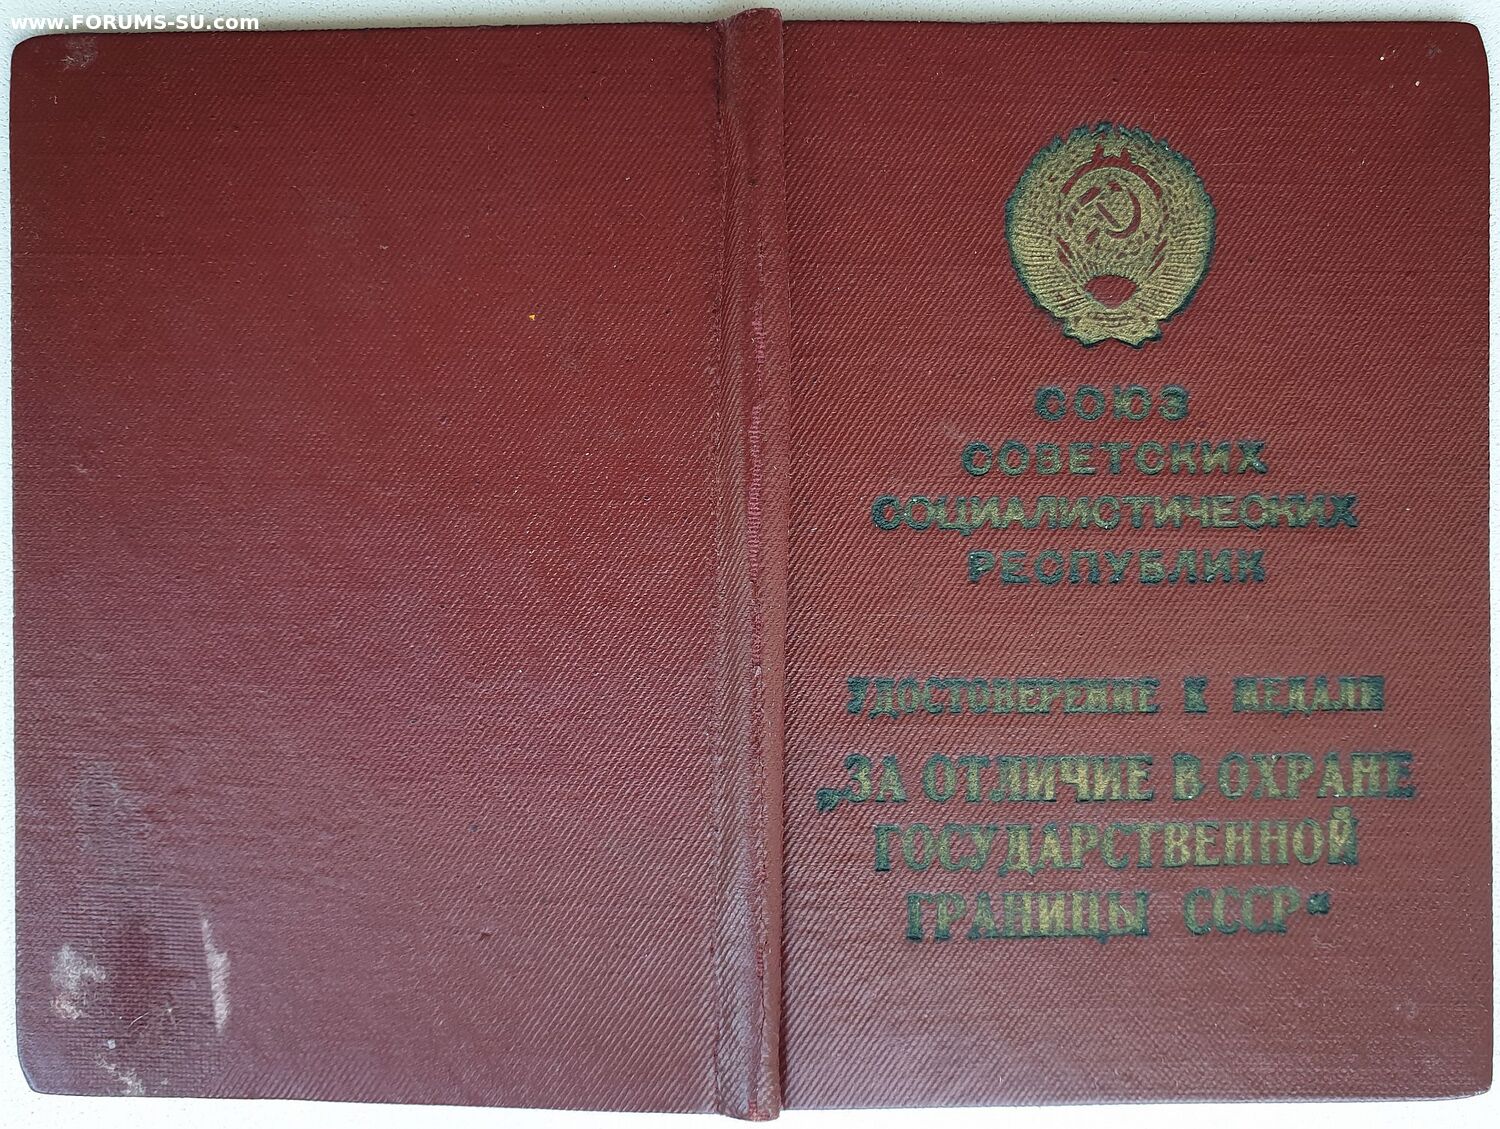 www.FORUMS-SU.com
СОЮЗ
СОВЕТСКИХ
СОЦИАЛИСТИЧЕСКИХ
РЕСПУБЛИК
УДОСТОВЕРЕНИЕ К МЕДАЛИ
„ЗА ОТЛИЧИЕ В ОХРАНЕ
ГОСУДАРСТВЕННОЙ
ГРАНИЦЫ СССР“